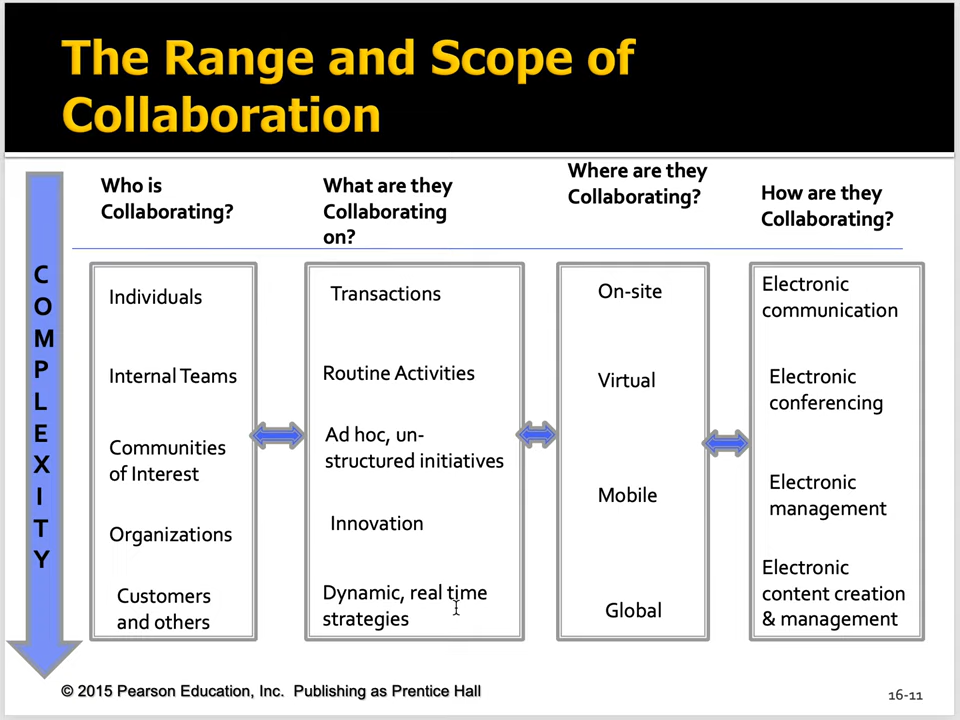 The Range and Scope of
Collaboration
Who is
Collaborating?
What are they
Collaborating
on?
Where are they
Collaborating?
How are they
Collaborating?
C
O
M
P
L
E
X
I
T
Y
Individuals
Internal Teams
Communities
of Interest
Organizations
Customers
and others
Transactions
Routine Activities
Ad hoc, un-
structured initiatives
Innovation
Dynamic, real time
strategies
On-site
Virtual
Mobile
Global
Electronic
communication
Electronic
conferencing
Electronic
management
Electronic
content creation
& management
© 2015 Pearson Education, Inc. Publishing as Prentice Hall
16-11